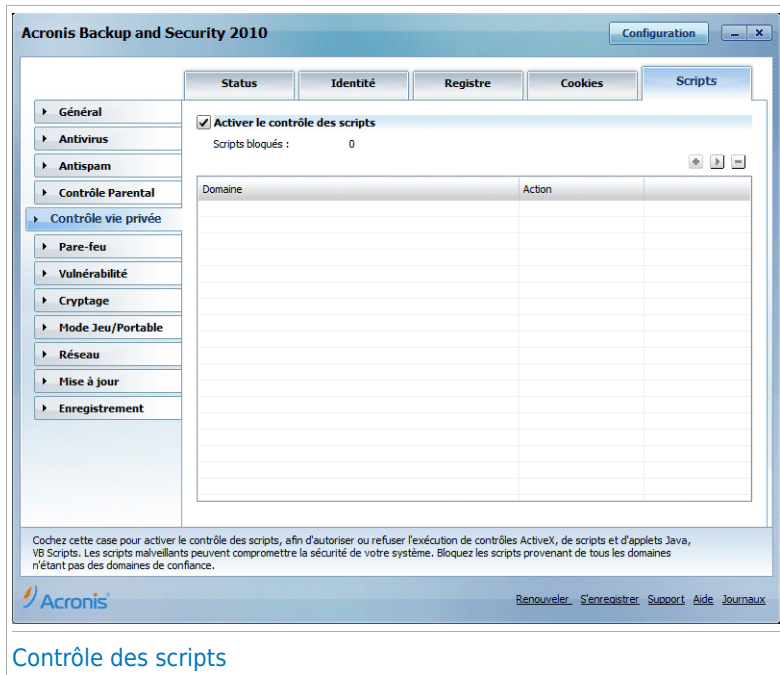 Acronis Backup and Security 2010
Configuration
Status
Identité
Registre
Cookies
Scripts
Général
Antivirus
Antispam
Contrôle Parental
Contrôle vie privée
Pare-feu
Vulnérabilité
Cryptage
Mode Jeu/Portable
Réseau
Mise à jour
Enregistrement
Activer le contrôle des scripts
Scripts bloqués : 0
Domaine
Action
Cochez cette case pour activer le contrôle des scripts, afin d'autoriser ou refuser l'exécution de contrôles ActiveX, de scripts et d'applets Java,
VB Scripts. Les scripts malveillants peuvent compromettre la sécurité de votre système. Bloquez les scripts provenant de tous les domaines
n'étant pas des domaines de confiance.
Acronis
Renouveler S'enregistrer Support Aide Journaux
Contrôle des scripts